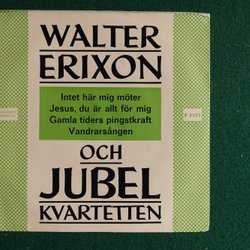 WALTER
ERIXON
Intet här mig möter
Jesus, du är allt för mig
Gamla tiders pingstkraft
Vandrarsången
OCH
JUBEL
KVARTETTEN